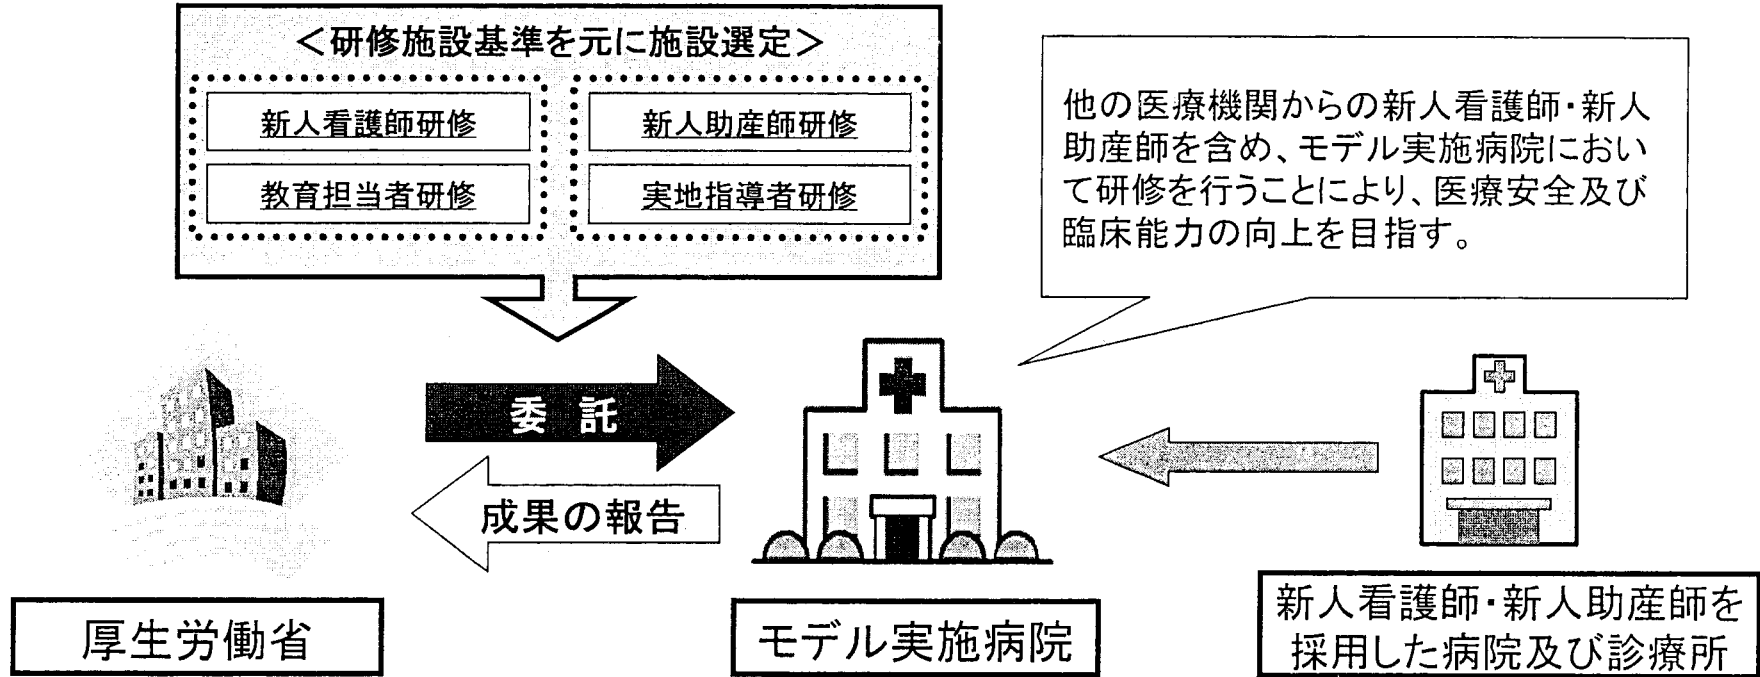 ＜研修施設基準を元に施設選定＞
新人看護師研修
新人助産師研修
教育担当者研修
実地指導者研修
他の医療機関からの新人看護師・新人
助産師を含め、モデル実施病院におい
て研修を行うことにより、医療安全及び
臨床能力の向上を目指す。
委託
成果の報告
厚生労働省
モデル実施病院
新人看護師・新人助産師を
採用した病院及び診療所